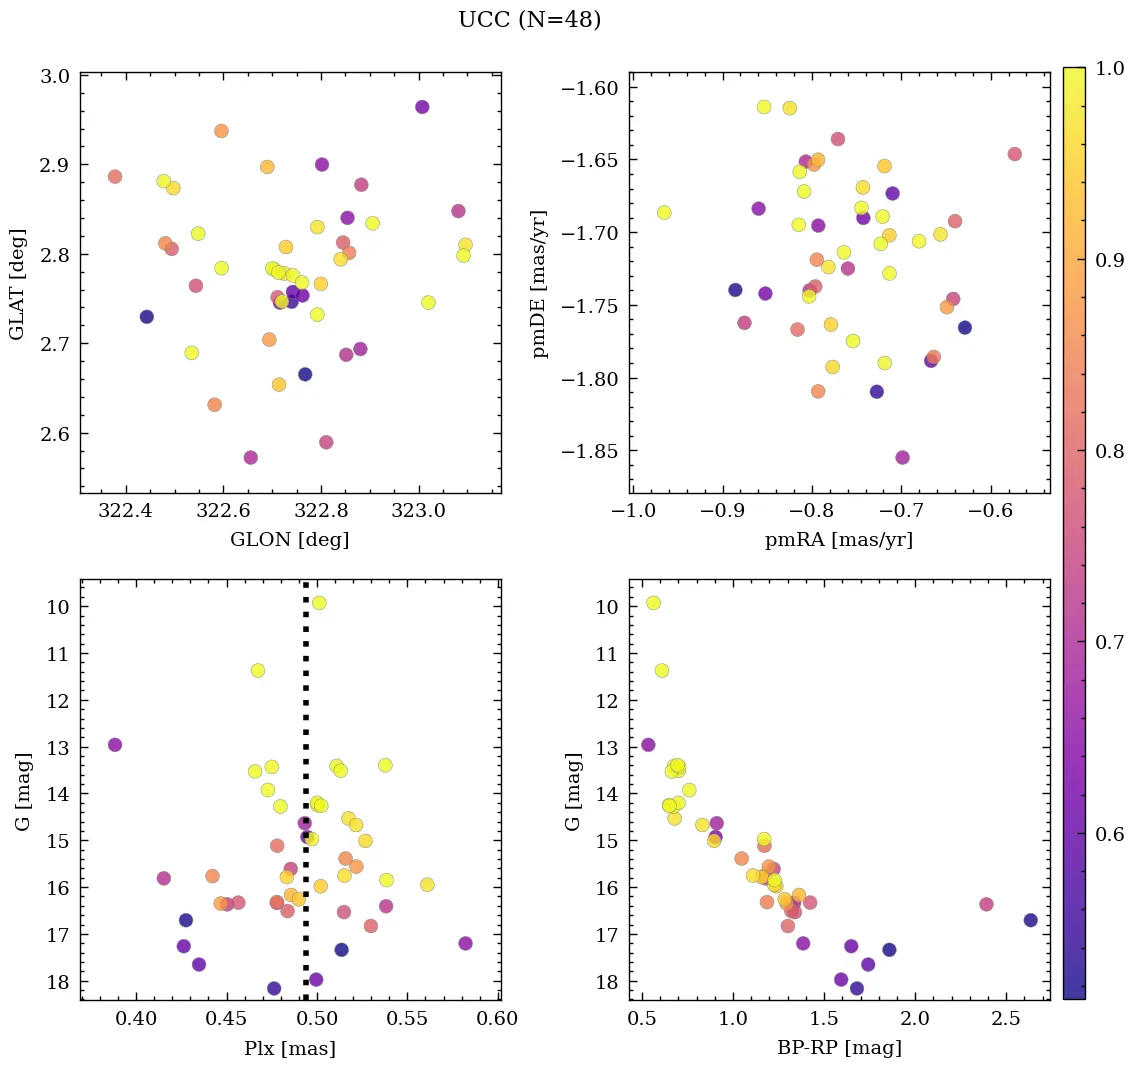 UCC (N=48)
3.0
2.9
2.8
2.7
2.6
GLAT [deg]
322.4 322.6 322.8 323.0
GLON [deg]
−1.60
−1.65
−1.70
−1.75
−1.80
−1.85
pmDE [mas/yr]
−1.0 −0.9 −0.8 −0.7 −0.6
pmRA [mas/yr]
10
11
12
13
14
15
16
17
18
G [mag]
0.40 0.45 0.50 0.55 0.60
Plx [mas]
10
11
12
13
14
15
16
17
18
G [mag]
0.5 1.0 1.5 2.0 2.5
BP-RP [mag]
1.0
0.9
0.8
0.7
0.6